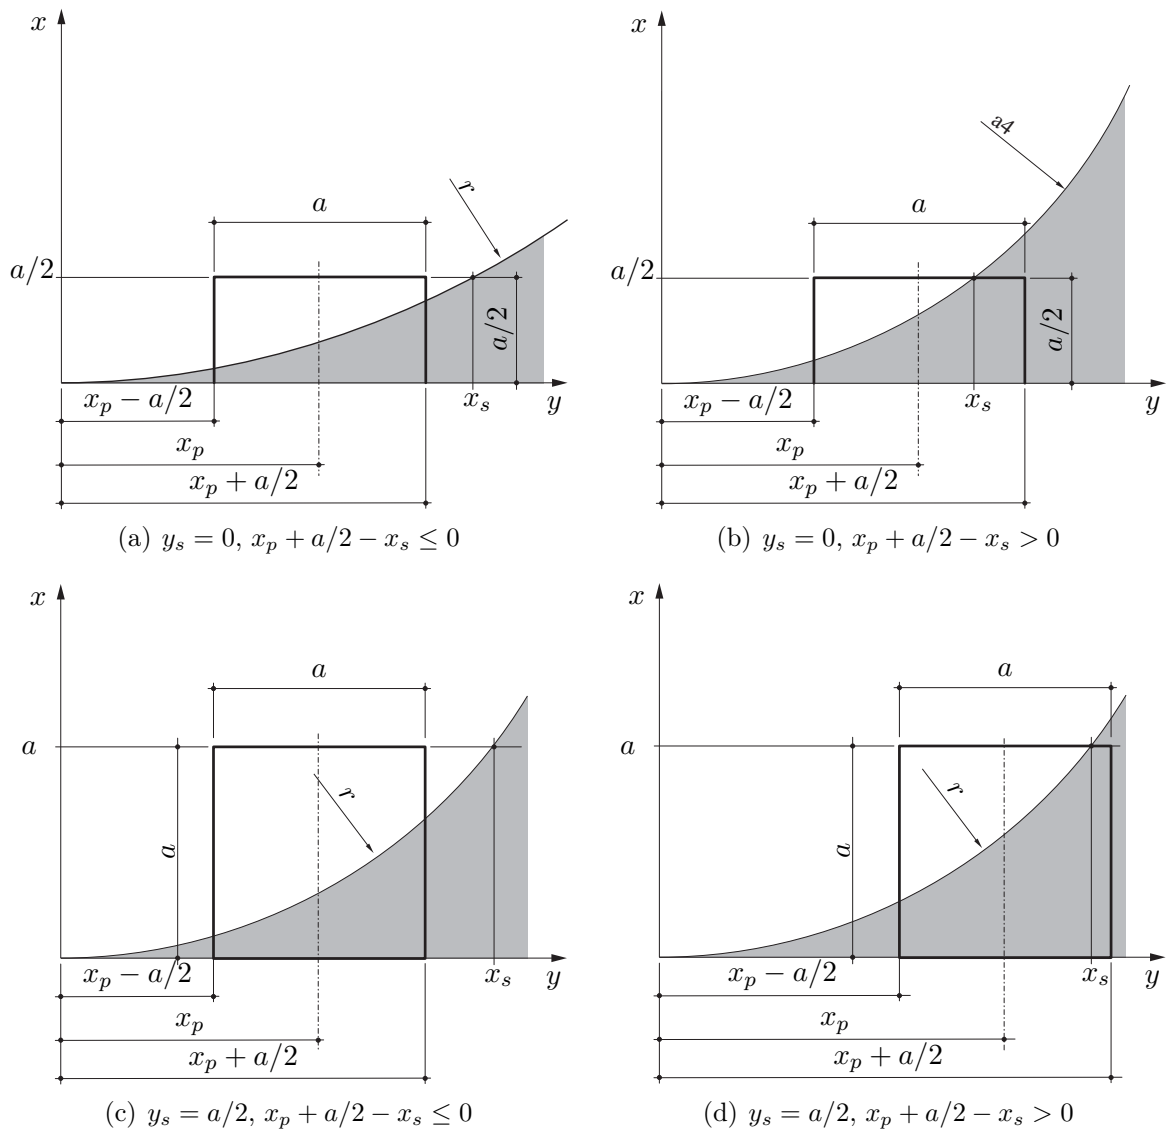 x
x
a4
r
a
a
a/2
a/2
a/2
a/2
x_p − a/2
x_s
y
x_p − a/2
x_s
y
x_p
x_p
x_p + a/2
x_p + a/2
(a) y_s = 0, x_p + a/2 − x_s ≤ 0
(b) y_s = 0, x_p + a/2 − x_s > 0
x
x
a
a
a
a
r
r
a
a
x_p − a/2
x_s
y
x_p − a/2
x_s
y
x_p
x_p
x_p + a/2
x_p + a/2
(c) y_s = a/2, x_p + a/2 − x_s ≤ 0
(d) y_s = a/2, x_p + a/2 − x_s > 0